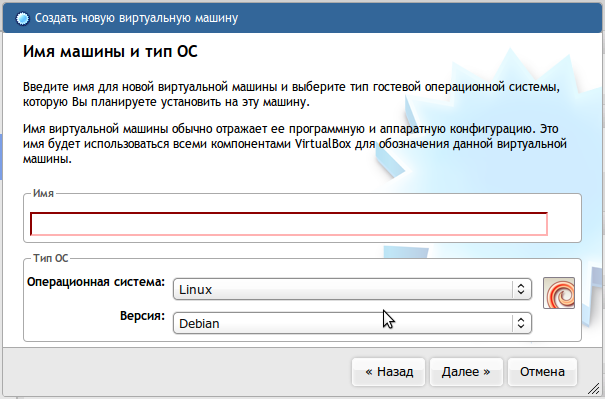 Создать новую виртуальную машину
Имя машины и тип ОС
Введите имя для новой виртуальной машины и выберите тип гостевой операционной системы,
которую Вы планируете установить на эту машину.
Имя виртуальной машины обычно отражает ее программную и аппаратную конфигурацию. Это
имя будет использоваться всеми компонентами VirtualBox для обозначения данной виртуальной
машины.
Имя
Тип ОС
Операционная система: Linux
Версия: Debian
« Назад Далее » Отмена